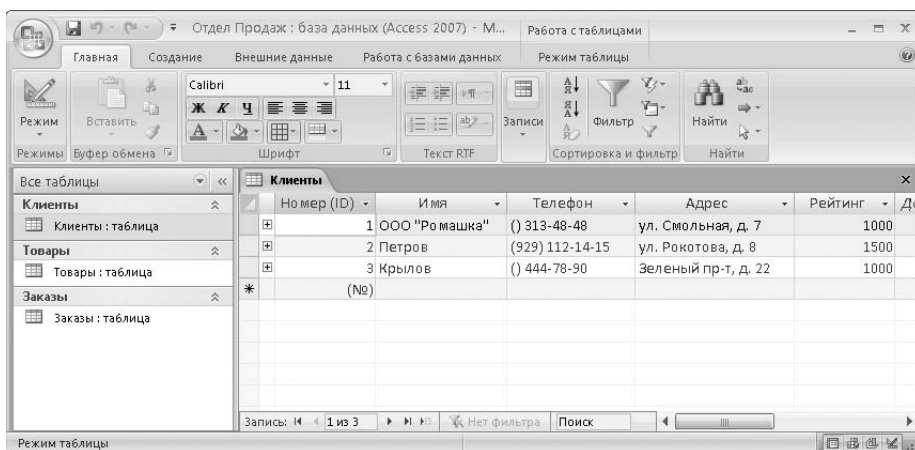 Отдел Продаж : база данных (Access 2007) - M...
Работа с таблицами
Главная Создание Внешние данные Работа с базами данных Режим таблицы
Режим
Вставить
Calibri 11
Ж К Ч
А
Записи
Фильтр
Найти
Режимы Буфер обмена Шрифт Текст RTF Сортировка и фильтр Найти
Все таблицы
Клиенты
Клиенты : таблица
Товары
Товары : таблица
Заказы
Заказы : таблица
Клиенты
Номер (ID) Имя Телефон Адрес Рейтинг
1 ООО "Ромашка" () 313-48-48 ул. Смольная, д. 7 1000
2 Петров (929) 112-14-15 ул. Рокотова, д. 8 1500
3 Крылов () 444-78-90 Зеленый пр-т, д. 22 1000
(№)
Запись: 1 из 3 Нет фильтра Поиск
Режим таблицы